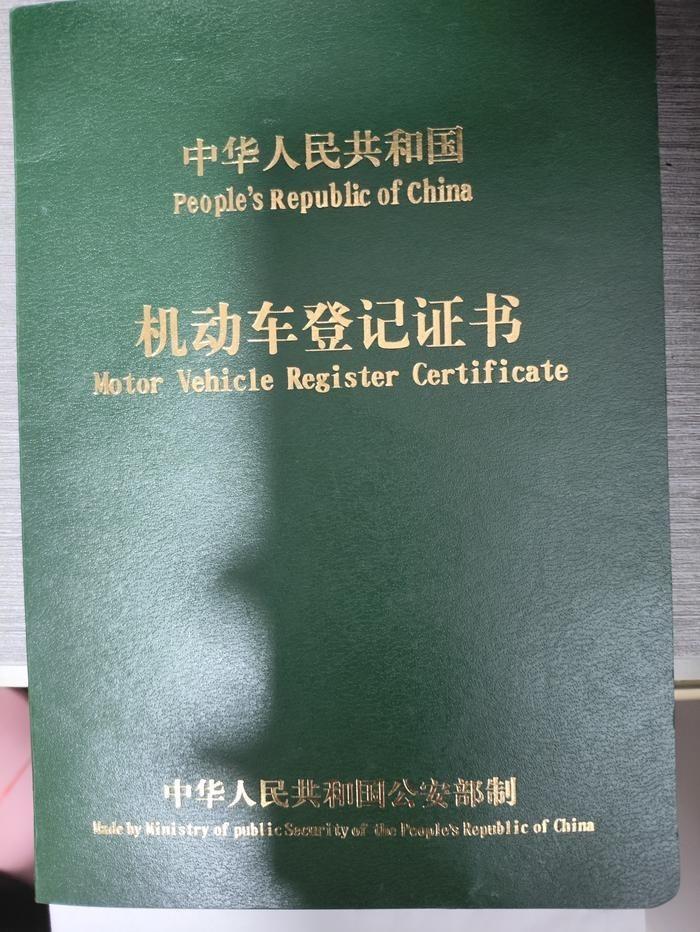 中华人民共和国
People's Republic of China
机动车登记证书
Motor Vehicle Register Certificate
中华人民共和国公安部制
Made by Ministry of public Security of the People's Republic of China